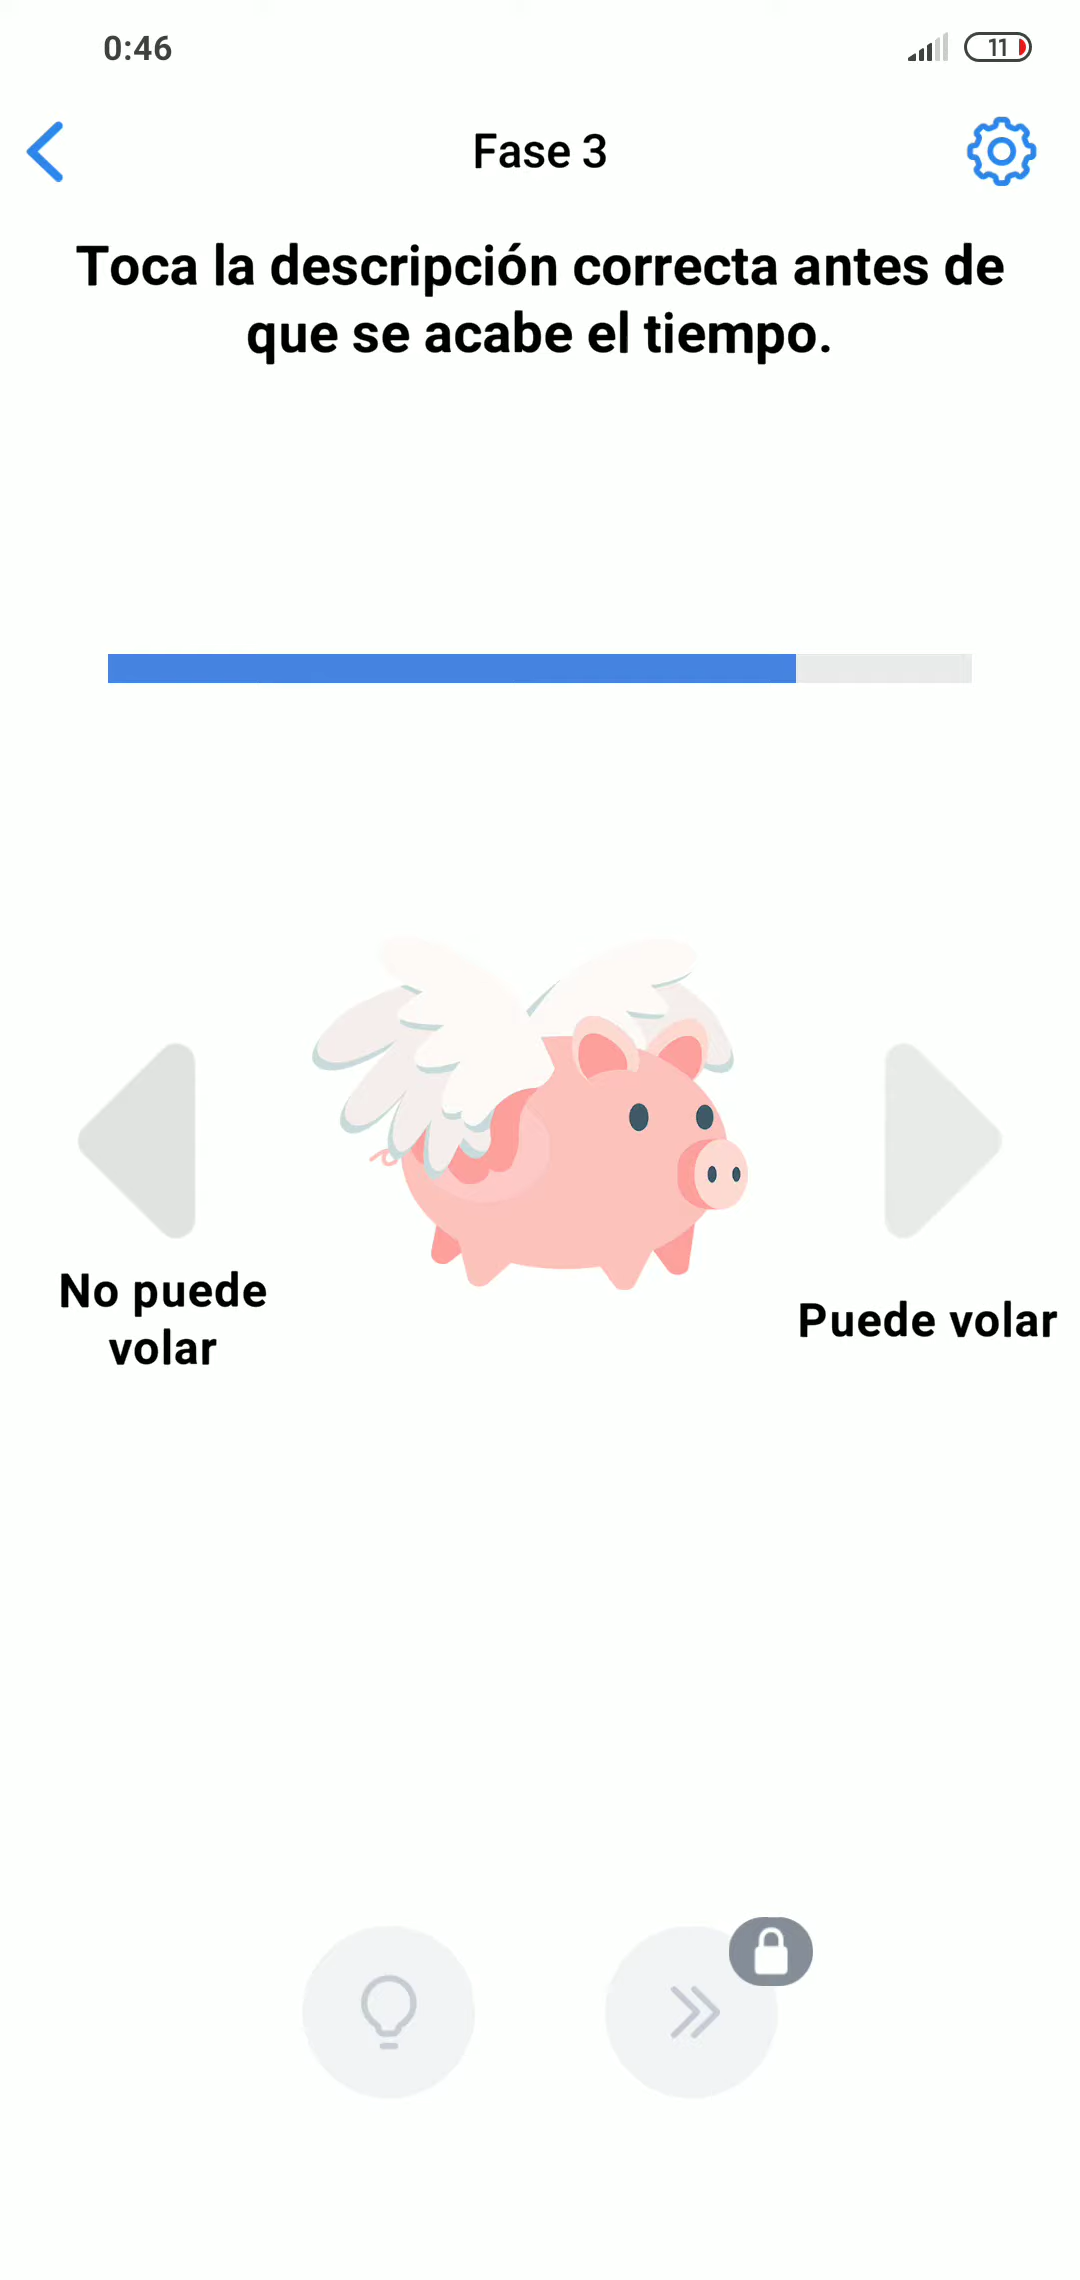 0:46
11
Fase 3
Toca la descripción correcta antes de
que se acabe el tiempo.
No puede
volar
Puede volar